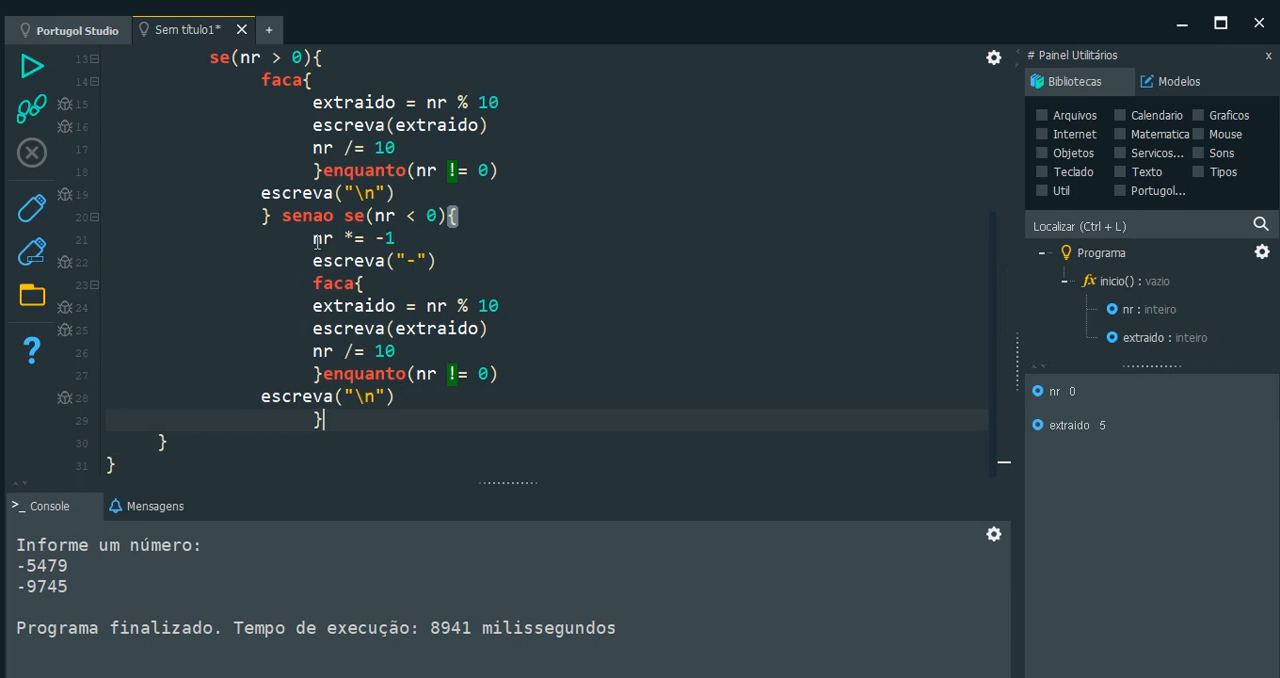 Portugol Studio
Sem título1*
+
13 se(nr > 0){
14 faca{
15 extraido = nr % 10
16 escreva(extraido)
17 nr /= 10
18 }enquanto(nr != 0)
19 escreva("\n")
20 } senao se(nr < 0){
21 nr *= -1
22 escreva("-")
23 faca{
24 extraido = nr % 10
25 escreva(extraido)
26 nr /= 10
27 }enquanto(nr != 0)
28 escreva("\n")
29 }
30 }
31 }
?
# Painel Utilitários x
Bibliotecas
Modelos
Arquivos Calendario Graficos
Internet Matematica Mouse
Objetos Servicos... Sons
Teclado Texto Tipos
Util Portugol...
Localizar (Ctrl + L)
Programa
fx inicio() : vazio
nr : inteiro
extraido : inteiro
nr 0
extraido 5
>_ Console
Mensagens
Informe um número:
-5479
-9745
Programa finalizado. Tempo de execução: 8941 milissegundos